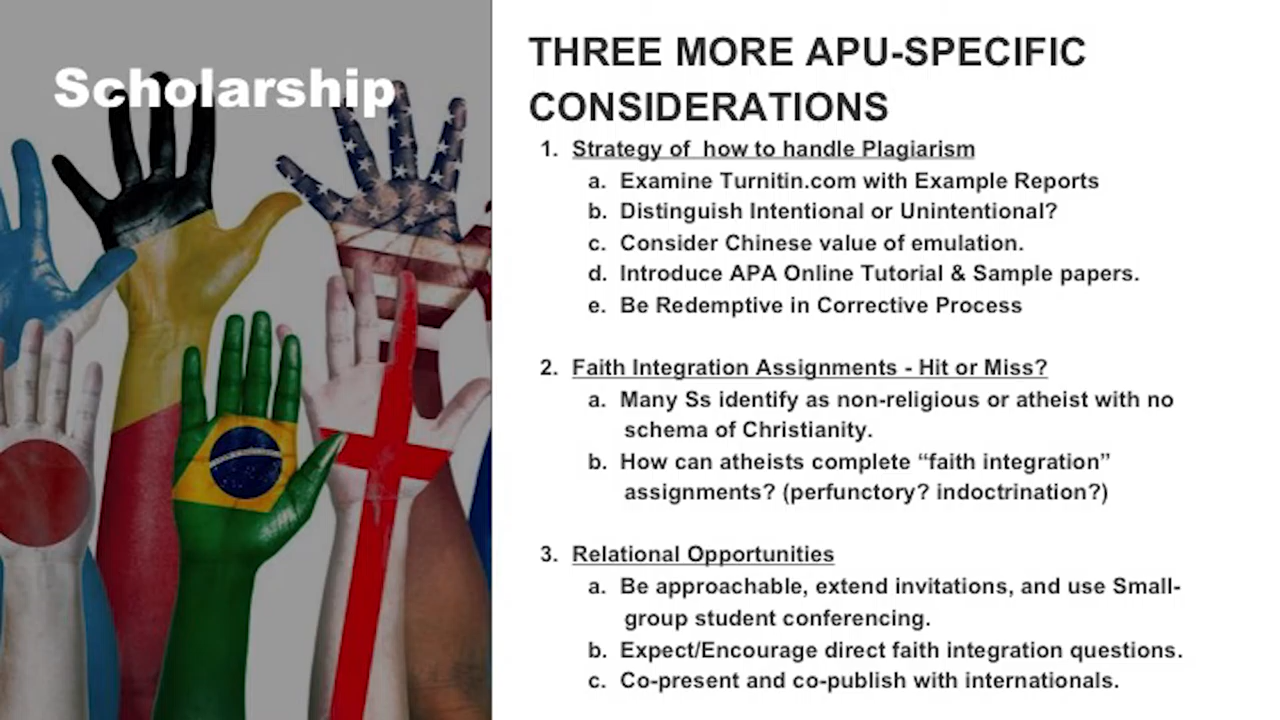 Scholarship
THREE MORE APU-SPECIFIC
CONSIDERATIONS
1. Strategy of how to handle Plagiarism
a. Examine Turnitin.com with Example Reports
b. Distinguish Intentional or Unintentional?
c. Consider Chinese value of emulation.
d. Introduce APA Online Tutorial & Sample papers.
e. Be Redemptive in Corrective Process
2. Faith Integration Assignments - Hit or Miss?
a. Many Ss identify as non-religious or atheist with no
schema of Christianity.
b. How can atheists complete “faith integration”
assignments? (perfunctory? indoctrination?)
3. Relational Opportunities
a. Be approachable, extend invitations, and use Small-
group student conferencing.
b. Expect/Encourage direct faith integration questions.
c. Co-present and co-publish with internationals.